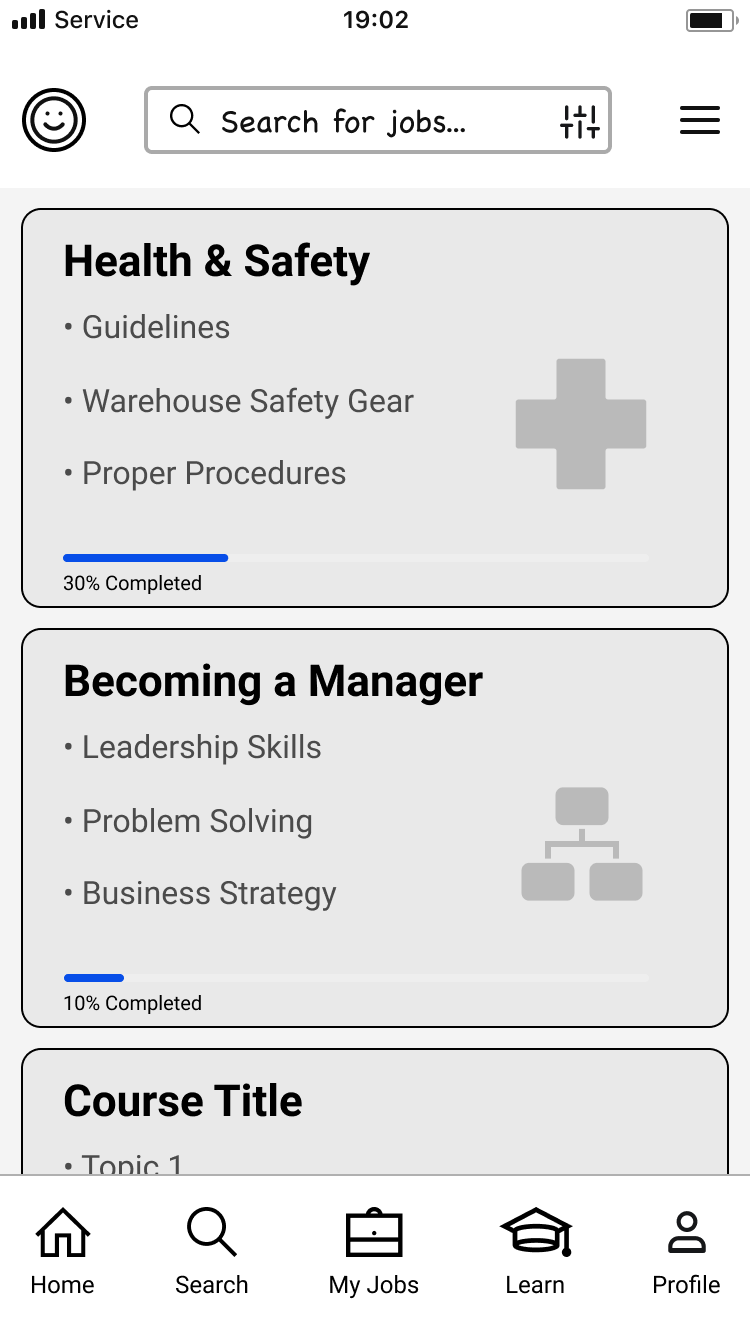 Service 19:02
Search for jobs...
Health & Safety
• Guidelines
• Warehouse Safety Gear
• Proper Procedures
30% Completed
Becoming a Manager
• Leadership Skills
• Problem Solving
• Business Strategy
10% Completed
Course Title
• Topic 1
Home Search My Jobs Learn Profile